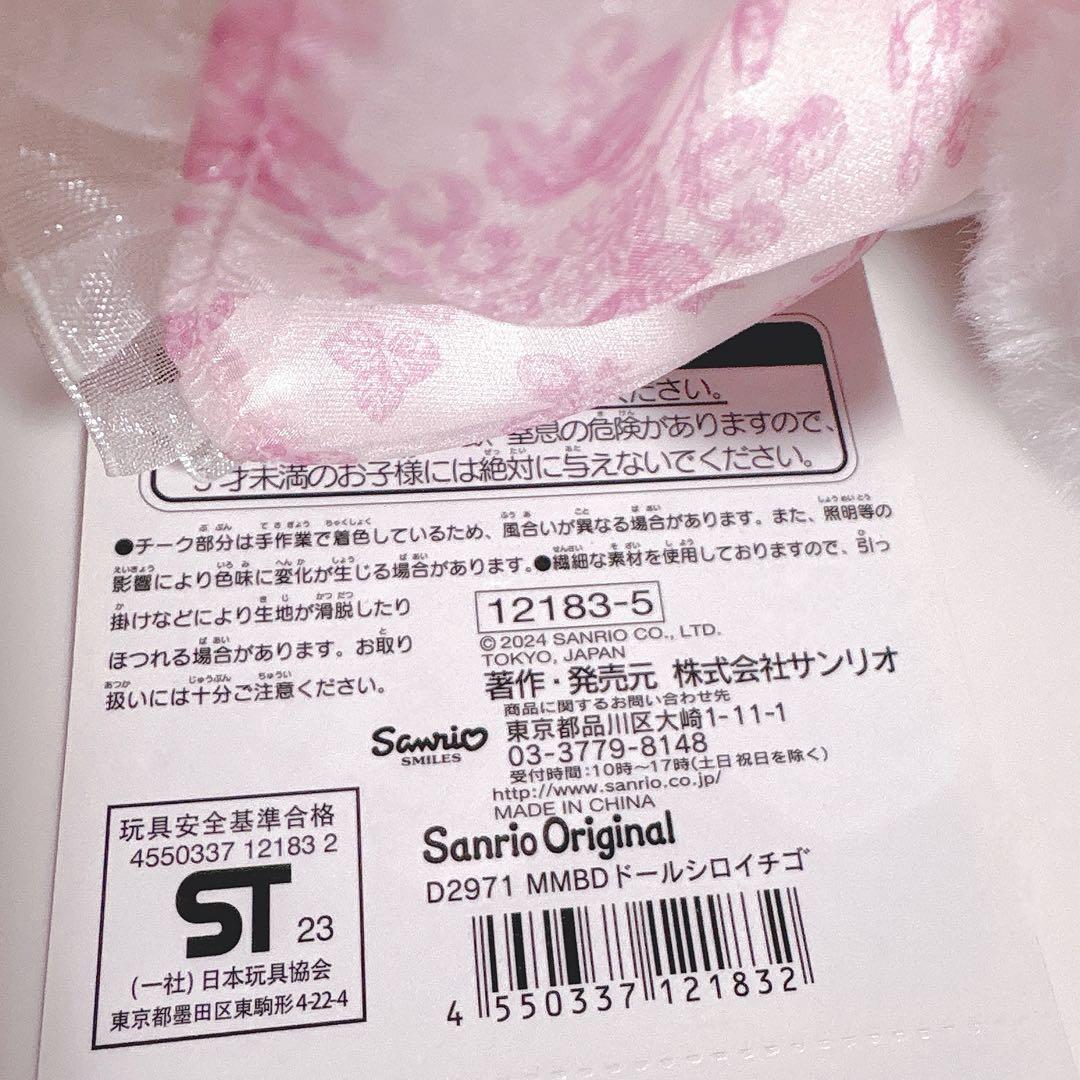 ください。
窒息の危険がありますので、
才未満のお子様には絶対に与えないでください。
●チーク部分は手作業で着色しているため、風合いが異なる場合があります。また、照明等の
影響により色味に変化が生じる場合があります。●繊細な素材を使用しておりますので、引っ
掛けなどにより生地が滑脱したり
ほつれる場合があります。お取り
扱いには十分ご注意ください。
12183-5
© 2024 SANRIO CO., LTD.
TOKYO, JAPAN
著作・発売元 株式会社サンリオ
商品に関するお問い合わせ先
東京都品川区大崎1-11-1
03-3779-8148
受付時間：10時～17時(土日祝日を除く)
http://www.sanrio.co.jp/
MADE IN CHINA
Sanrio
SMILES
Sanrio Original
D2971 MMBDドールシロイチゴ
4 550337 121832
玩具安全基準合格
4550337 12183 2
ST 23
(一社)日本玩具協会
東京都墨田区東駒形4-22-4